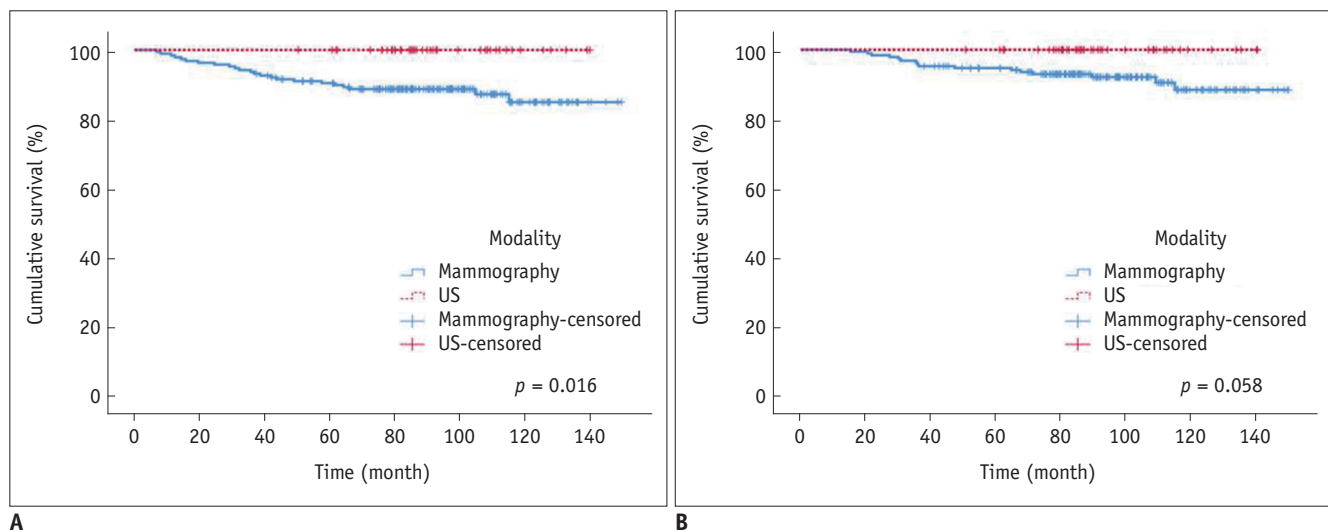 100
80
60
40
20
0
Cumulative survival (%)
Modality
Mammography
US
Mammography-censored
US-censored
p = 0.016
0 20 40 60 80 100 120 140
Time (month)
A
100
80
60
40
20
0
Cumulative survival (%)
Modality
Mammography
US
Mammography-censored
US-censored
p = 0.058
0 20 40 60 80 100 120 140
Time (month)
B